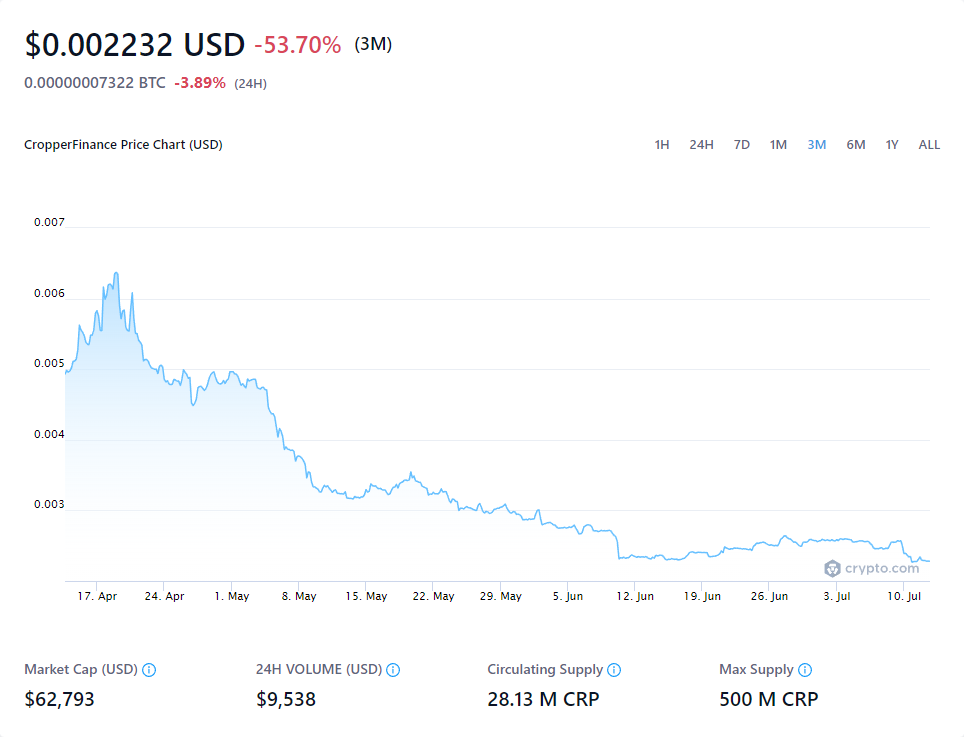 $0.002232 USD -53.70% (3M)
0.00000007322 BTC -3.89% (24H)
CropperFinance Price Chart (USD) 1H 24H 7D 1M 3M 6M 1Y ALL
0.007
0.006
0.005
0.004
0.003
crypto.com
17. Apr 24. Apr 1. May 8. May 15. May 22. May 29. May 5. Jun 12. Jun 19. Jun 26. Jun 3. Jul 10. Jul
Market Cap (USD) 24H VOLUME (USD) Circulating Supply Max Supply
$62,793 $9,538 28.13 M CRP 500 M CRP